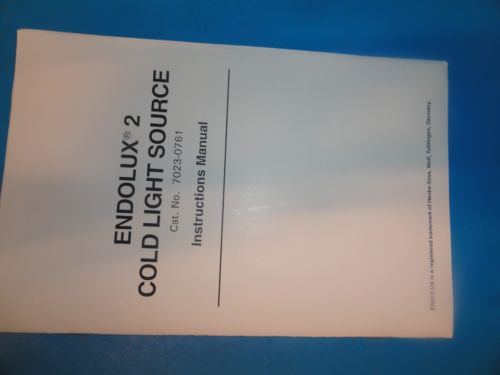 ENDOLUX® 2
COLD LIGHT SOURCE
Cat. No. 7023-0761
Instructions Manual
ENDOLUX is a registered trademark of Henke-Sass, Wolf, Tuttlingen, Germany.